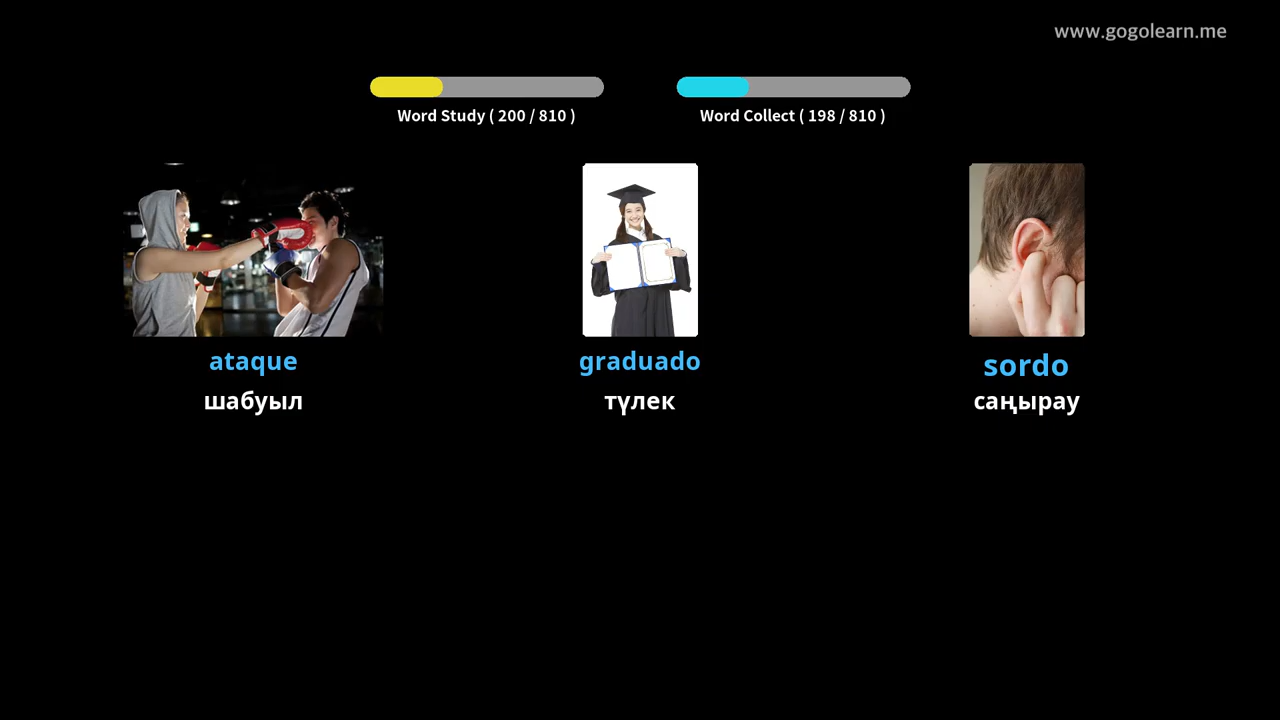 www.gogolearn.me
Word Study ( 200 / 810 )
Word Collect ( 198 / 810 )
ataque
graduado
sordo
шабуыл
түлек
саңырау